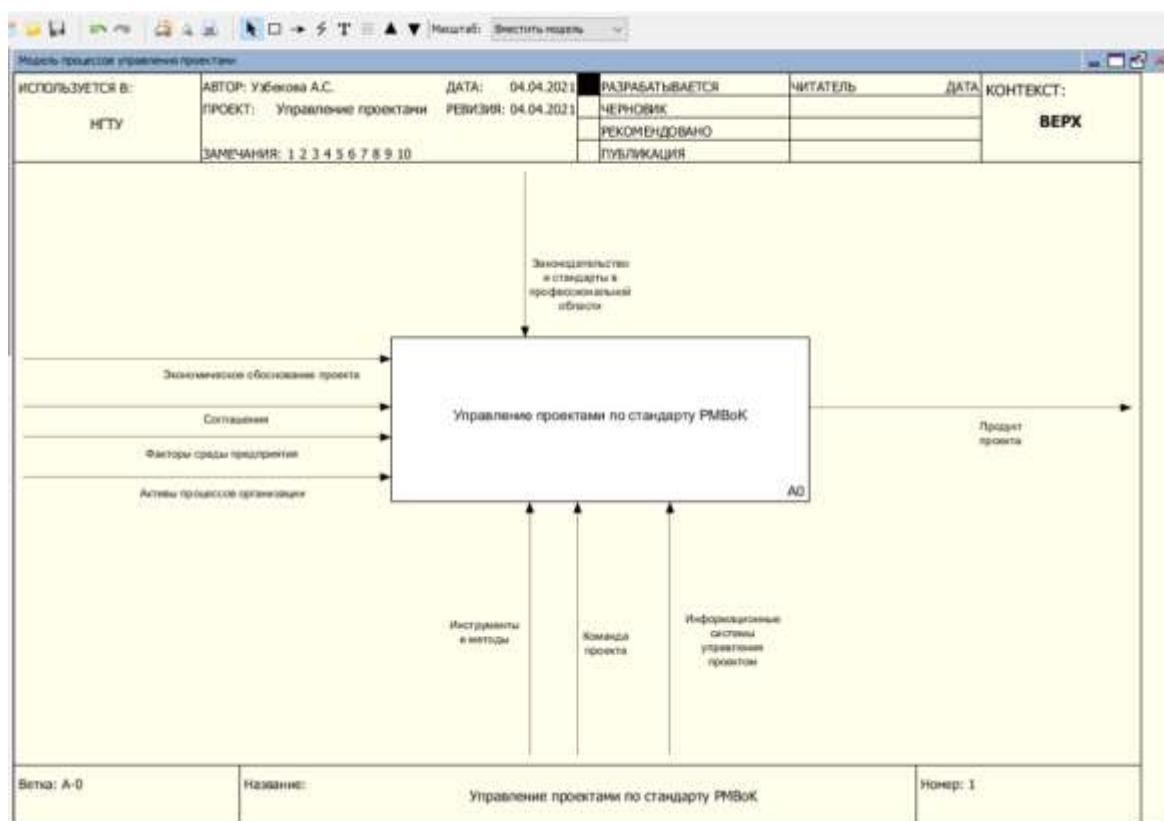 Масштаб: Вместить модель
Модель процессов управления проектами
ИСПОЛЬЗУЕТСЯ В:
НГТУ
АВТОР: Узбекова А.С.
ДАТА: 04.04.2021
ПРОЕКТ: Управление проектами
РЕВИЗИЯ: 04.04.2021
ЗАМЕЧАНИЯ: 1 2 3 4 5 6 7 8 9 10
РАЗРАБАТЫВАЕТСЯ
ЧЕРНОВИК
РЕКОМЕНДОВАНО
ПУБЛИКАЦИЯ
ЧИТАТЕЛЬ
ДАТА
КОНТЕКСТ:
ВЕРХ
Законодательство
и стандарты в
профессиональной
области
Экономическое обоснование проекта
Соглашения
Факторы среды предприятия
Активы процессов организации
Управление проектами по стандарту PMBoK
A0
Продукт
проекта
Инструменты
и методы
Команда
проекта
Информационные
системы
управления
проектом
Ветка: A-0
Название:
Управление проектами по стандарту PMBoK
Номер: 1